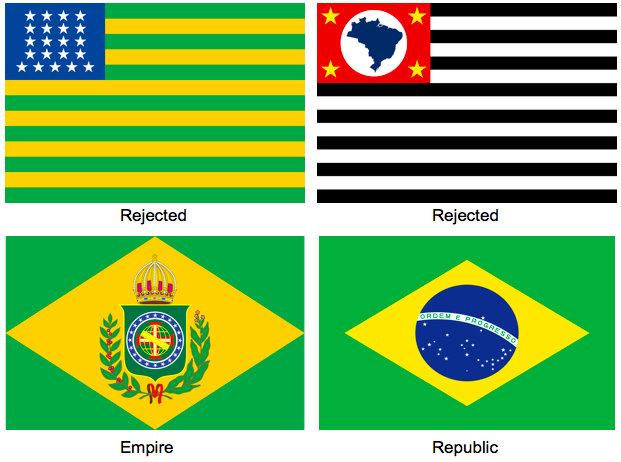 Rejected
Rejected
ORDEM E PROGRESSO
Empire
Republic